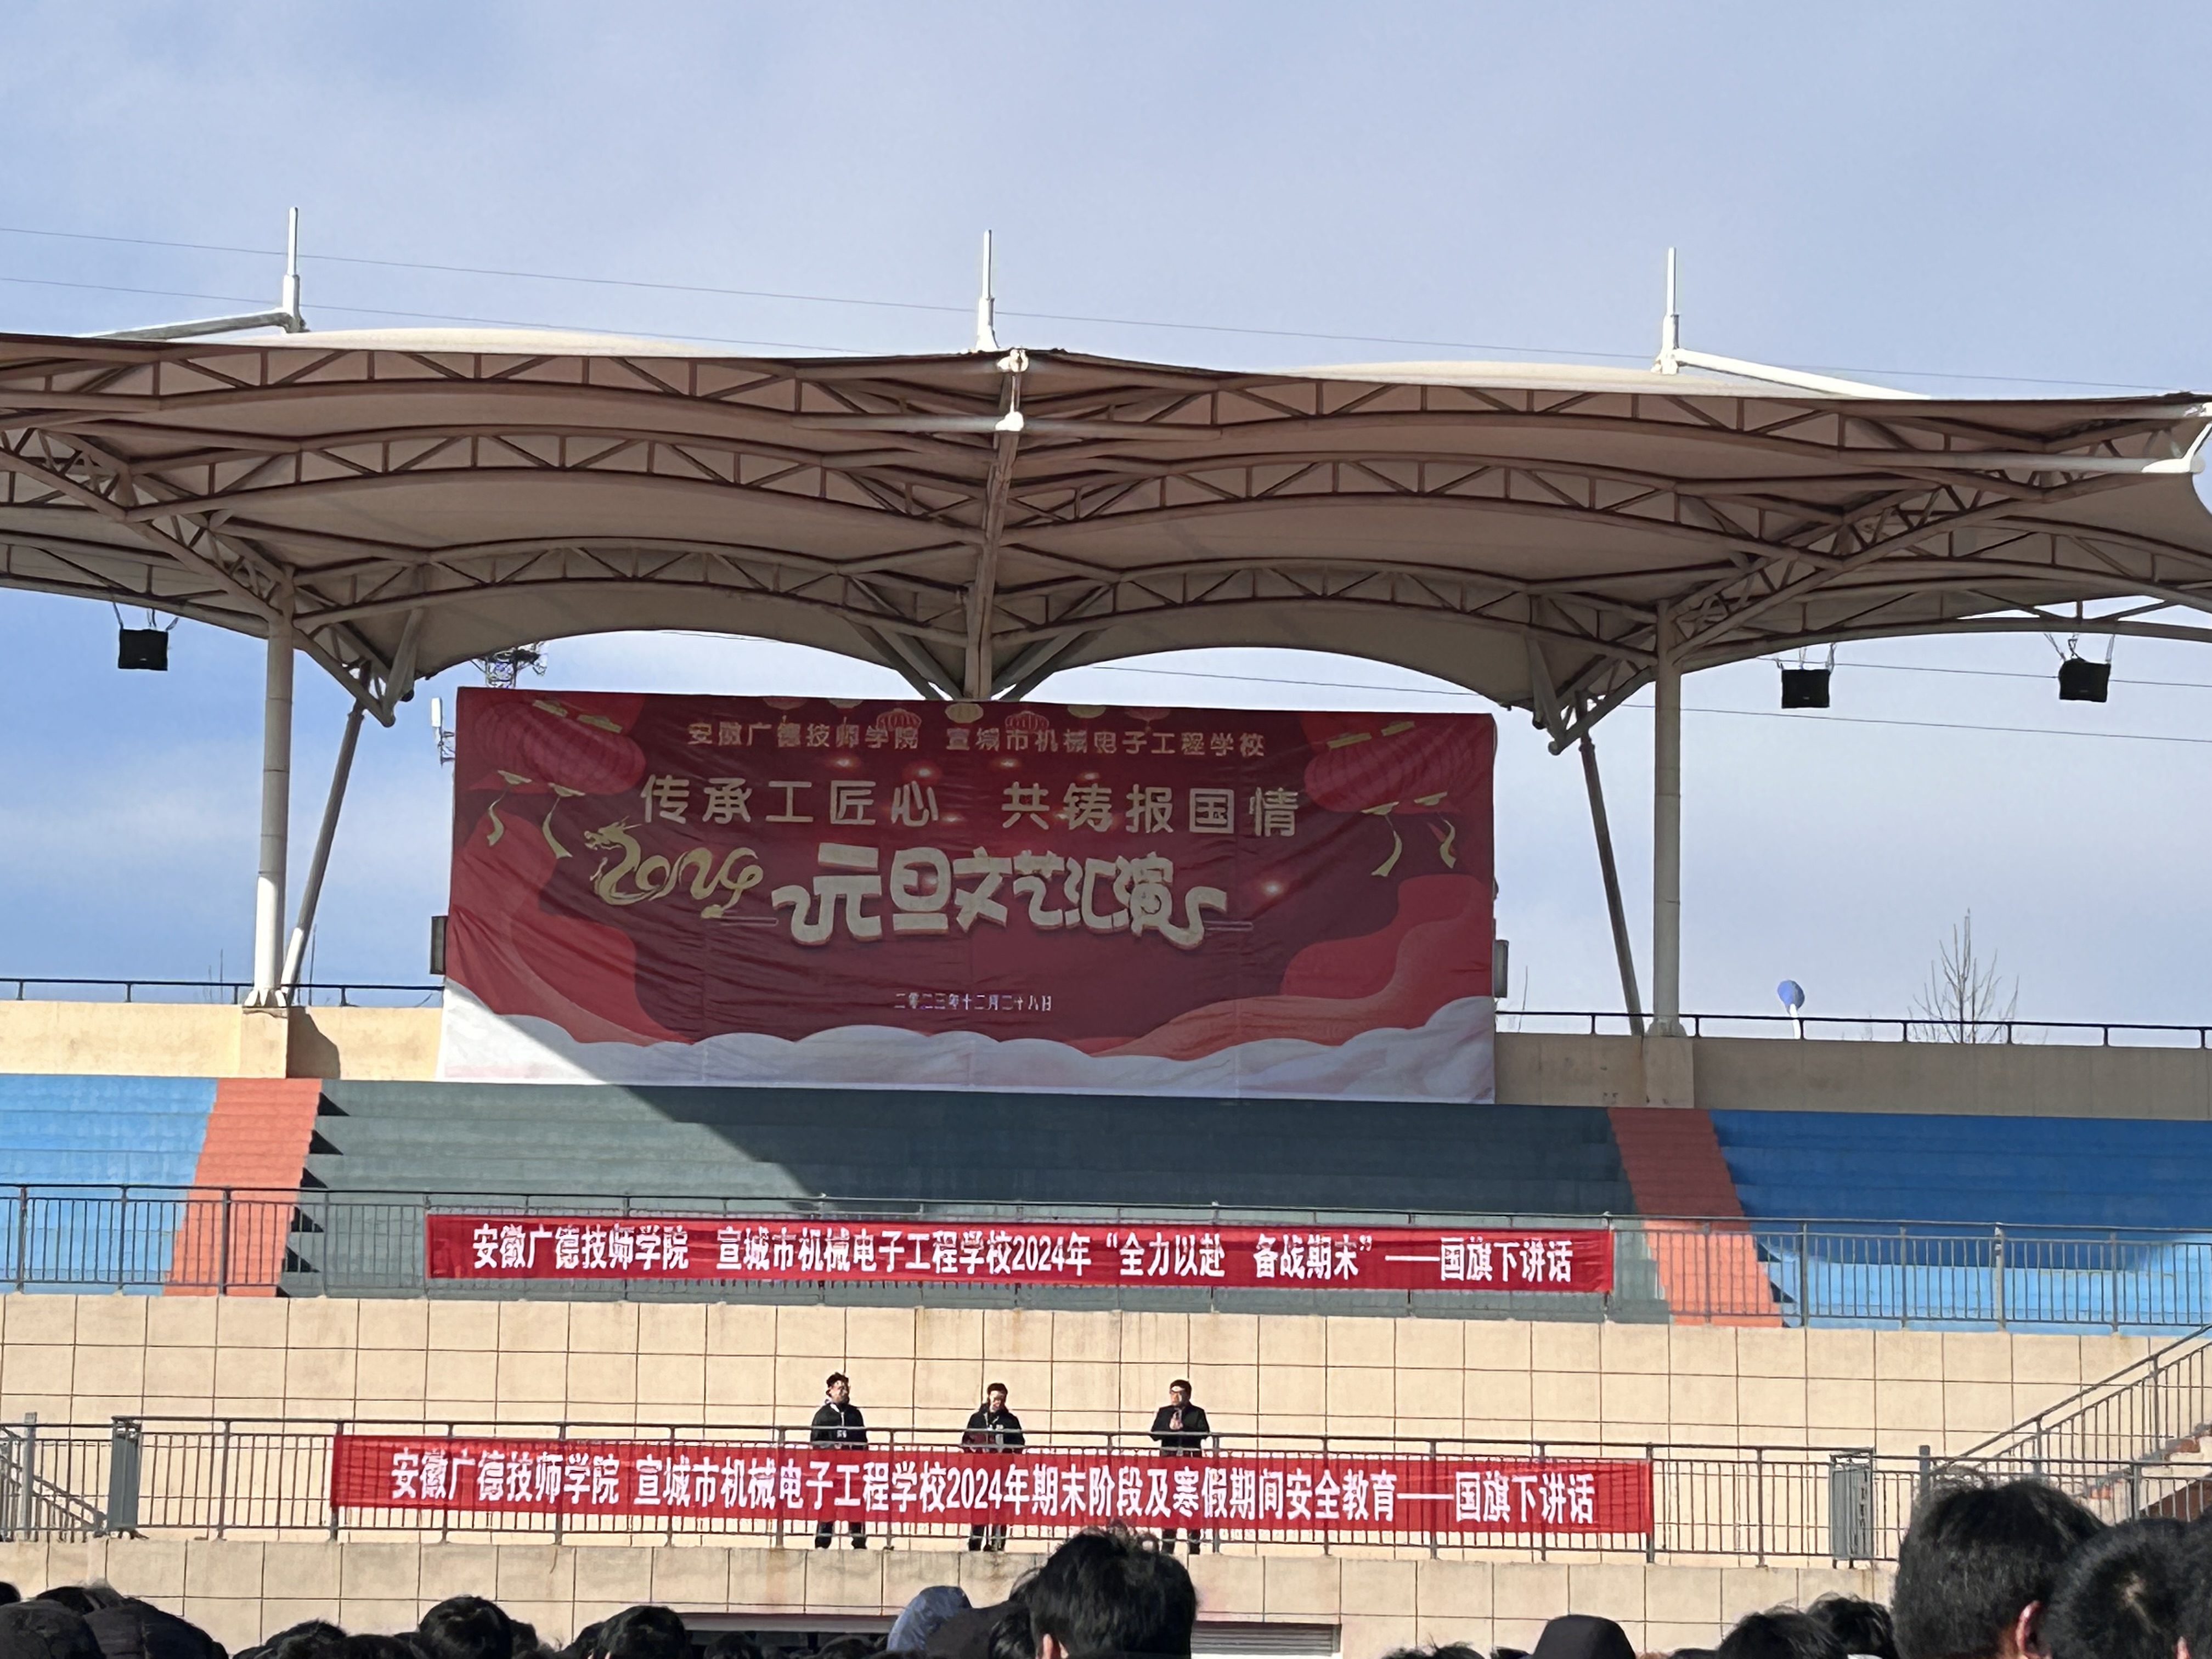 安徽广德技师学院 宣城市机械电子工程学校
传承工匠心 共铸报国情
2024 元旦文艺汇演
二零二三年十二月二十八日
安徽广德技师学院 宣城市机械电子工程学校2024年“全力以赴 备战期末”——国旗下讲话
安徽广德技师学院 宣城市机械电子工程学校2024年期末阶段及寒假期间安全教育——国旗下讲话